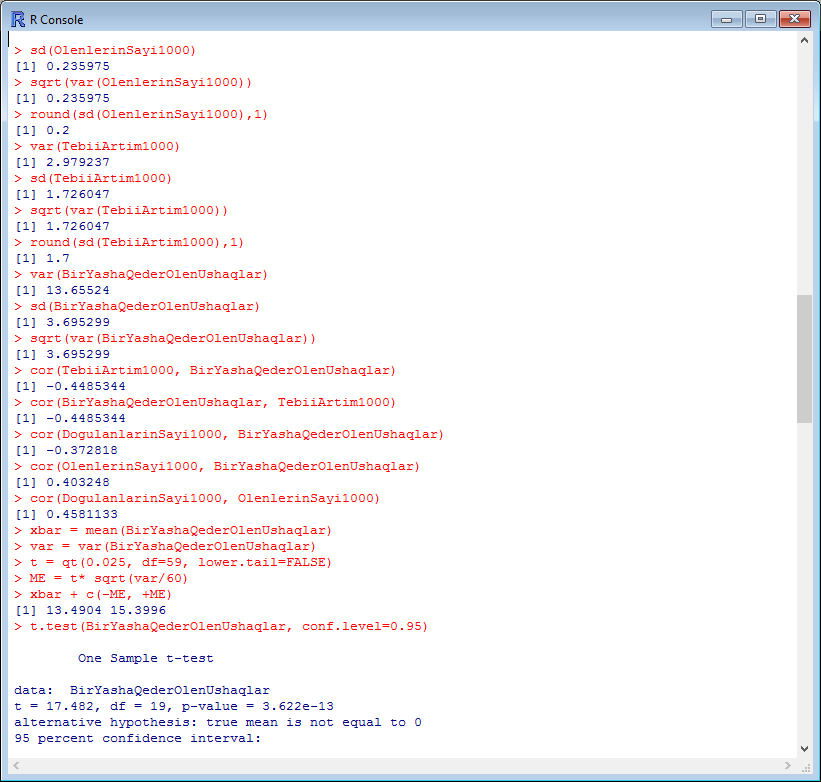 R Console
> sd(OlenlerinSayi1000)
[1] 0.235975
> sqrt(var(OlenlerinSayi1000))
[1] 0.235975
> round(sd(OlenlerinSayi1000),1)
[1] 0.2
> var(TebiiArtim1000)
[1] 2.979237
> sd(TebiiArtim1000)
[1] 1.726047
> sqrt(var(TebiiArtim1000))
[1] 1.726047
> round(sd(TebiiArtim1000),1)
[1] 1.7
> var(BirYashaQederOlenUshaqlar)
[1] 13.65524
> sd(BirYashaQederOlenUshaqlar)
[1] 3.695299
> sqrt(var(BirYashaQederOlenUshaqlar))
[1] 3.695299
> cor(TebiiArtim1000, BirYashaQederOlenUshaqlar)
[1] -0.4485344
> cor(BirYashaQederOlenUshaqlar, TebiiArtim1000)
[1] -0.4485344
> cor(DogulanlarinSayi1000, BirYashaQederOlenUshaqlar)
[1] -0.372818
> cor(OlenlerinSayi1000, BirYashaQederOlenUshaqlar)
[1] 0.403248
> cor(DogulanlarinSayi1000, OlenlerinSayi1000)
[1] 0.4581133
> xbar = mean(BirYashaQederOlenUshaqlar)
> var = var(BirYashaQederOlenUshaqlar)
> t = qt(0.025, df=59, lower.tail=FALSE)
> ME = t* sqrt(var/60)
> xbar + c(-ME, +ME)
[1] 13.4904 15.3996
> t.test(BirYashaQederOlenUshaqlar, conf.level=0.95)
One Sample t-test
data:  BirYashaQederOlenUshaqlar
t = 17.482, df = 19, p-value = 3.622e-13
alternative hypothesis: true mean is not equal to 0
95 percent confidence interval: